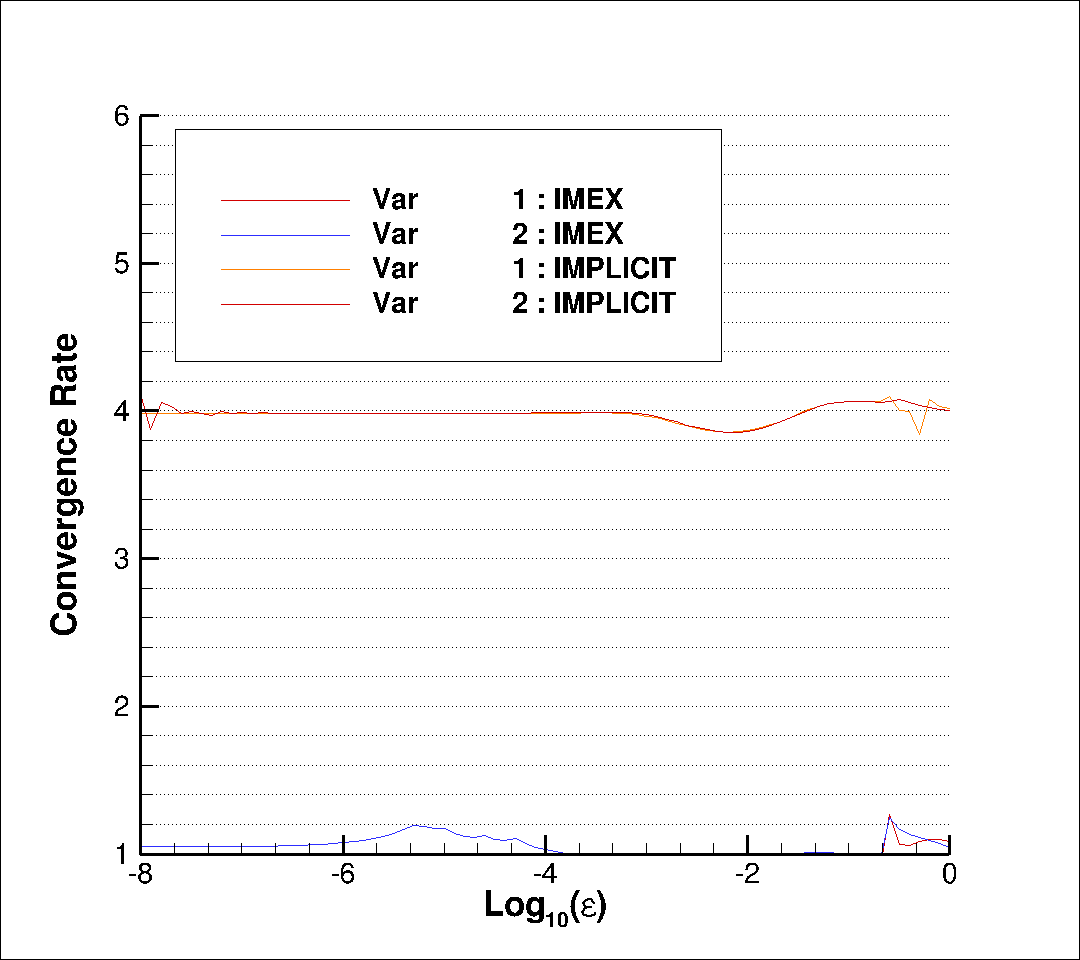 6
Var 1 : IMEX
Var 2 : IMEX
5
Var 1 : IMPLICIT
Var 2 : IMPLICIT
Convergence Rate
4
3
2
1
-8 -6 -4 -2 0
Log10(ε)